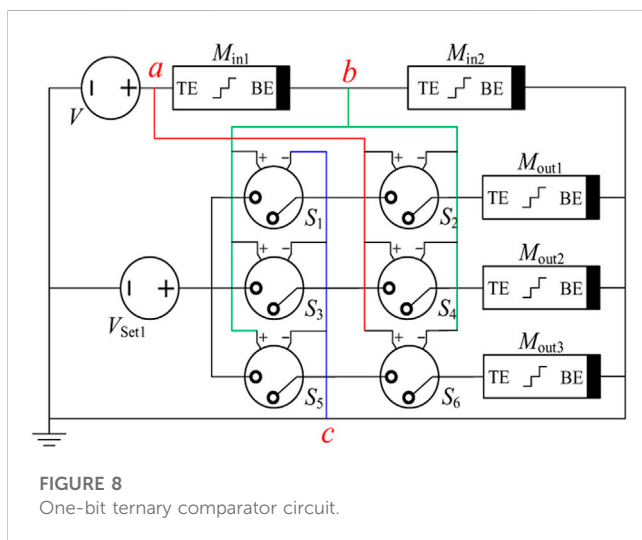 M_in1
M_in2
a
b
− +
TE BE
TE BE
V
+ −
+ −
M_out1
S_1
S_2
TE BE
+ −
+ −
M_out2
− +
S_3
S_4
TE BE
V_Set1
+ −
+ −
M_out3
S_5
S_6
TE BE
c
FIGURE 8
One-bit ternary comparator circuit.